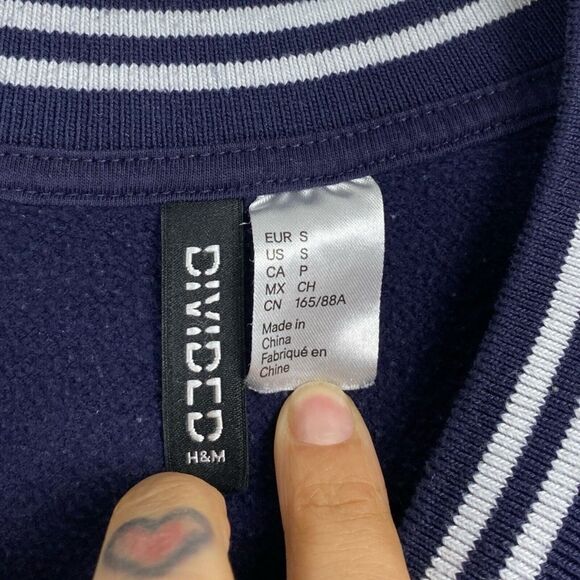 DIVIDED
H&M
EUR S
US S
CA P
MX CH
CN 165/88A
Made in
China
Fabriqué en
Chine